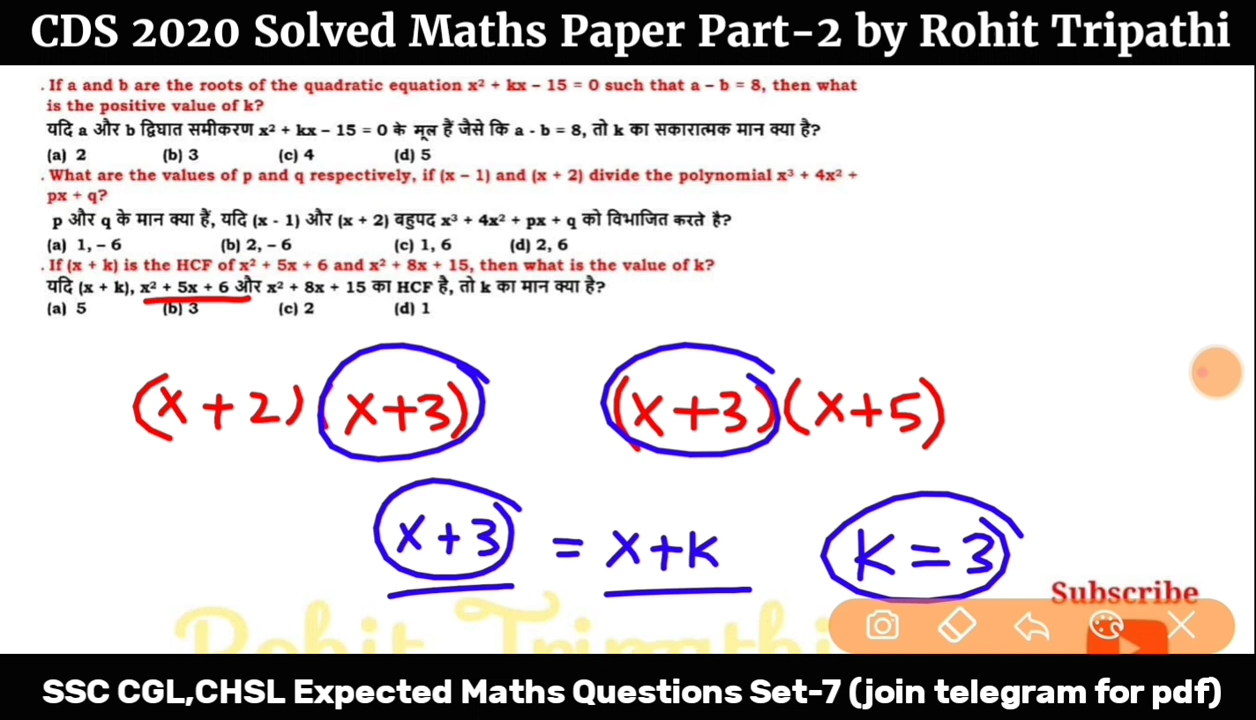 CDS 2020 Solved Maths Paper Part-2 by Rohit Tripathi
. If a and b are the roots of the quadratic equation x² + kx – 15 = 0 such that a – b = 8, then what
is the positive value of k?
यदि a और b द्विघात समीकरण x² + kx – 15 = 0 के मूल हैं जैसे कि a - b = 8, तो k का सकारात्मक मान क्या है?
(a) 2 (b) 3 (c) 4 (d) 5
. What are the values of p and q respectively, if (x – 1) and (x + 2) divide the polynomial x³ + 4x² +
px + q?
p और q के मान क्या हैं, यदि (x - 1) और (x + 2) बहुपद x³ + 4x² + px + q को विभाजित करते है?
(a) 1, – 6 (b) 2, – 6 (c) 1, 6 (d) 2, 6
. If (x + k) is the HCF of x² + 5x + 6 and x² + 8x + 15, then what is the value of k?
यदि (x + k), x² + 5x + 6 और x² + 8x + 15 का HCF है, तो k का मान क्या है?
(a) 5 (b) 3 (c) 2 (d) 1
(x+2) (x+3) (x+3) (x+5)
x+3 = x+k k=3
Subscribe
Rohit Tripathi
SSC CGL,CHSL Expected Maths Questions Set-7 (join telegram for pdf)